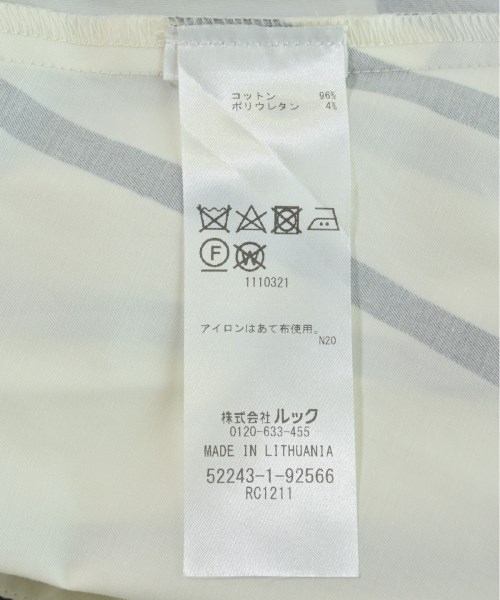 コットン 96%
ポリウレタン 4%
F W
1110321
アイロンはあて布使用。
N20
株式会社 ルック
0120-633-455
MADE IN LITHUANIA
52243-1-92566
RC1211